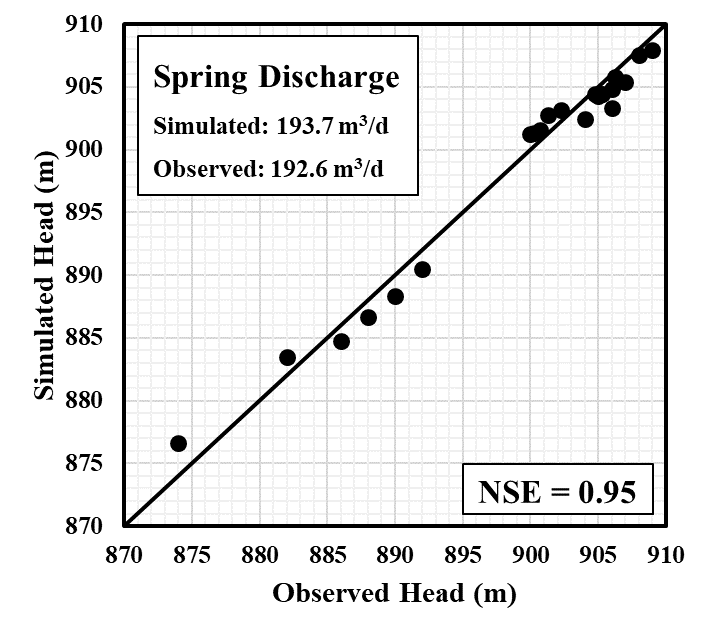 Spring Discharge
Simulated: 193.7 m³/d
Observed: 192.6 m³/d
NSE = 0.95
Simulated Head (m)
910
905
900
895
890
885
880
875
870
870 875 880 885 890 895 900 905 910
Observed Head (m)